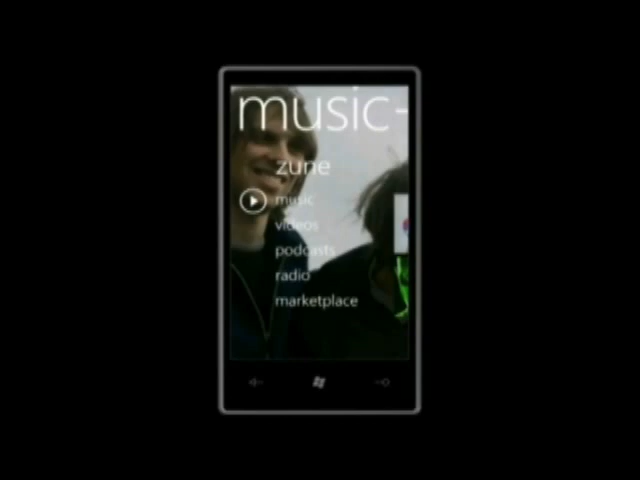 music
zune
music
videos
podcasts
radio
marketplace